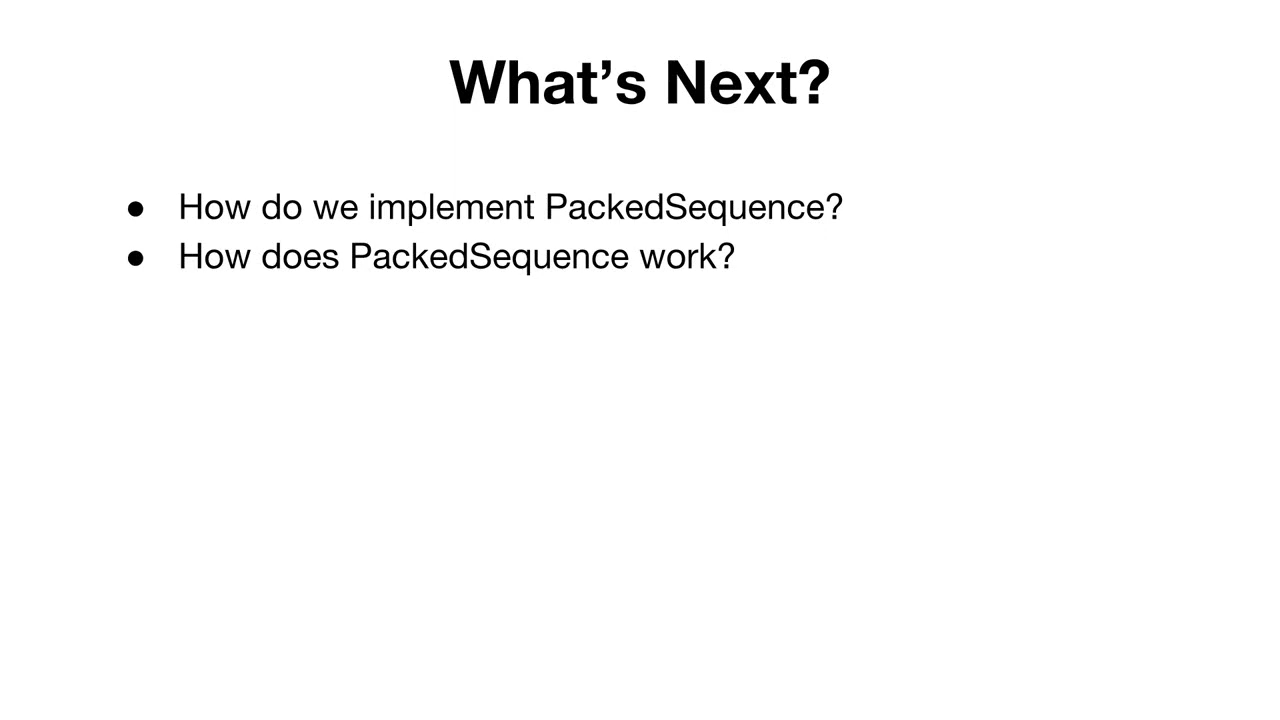 What’s Next?
● How do we implement PackedSequence?
● How does PackedSequence work?